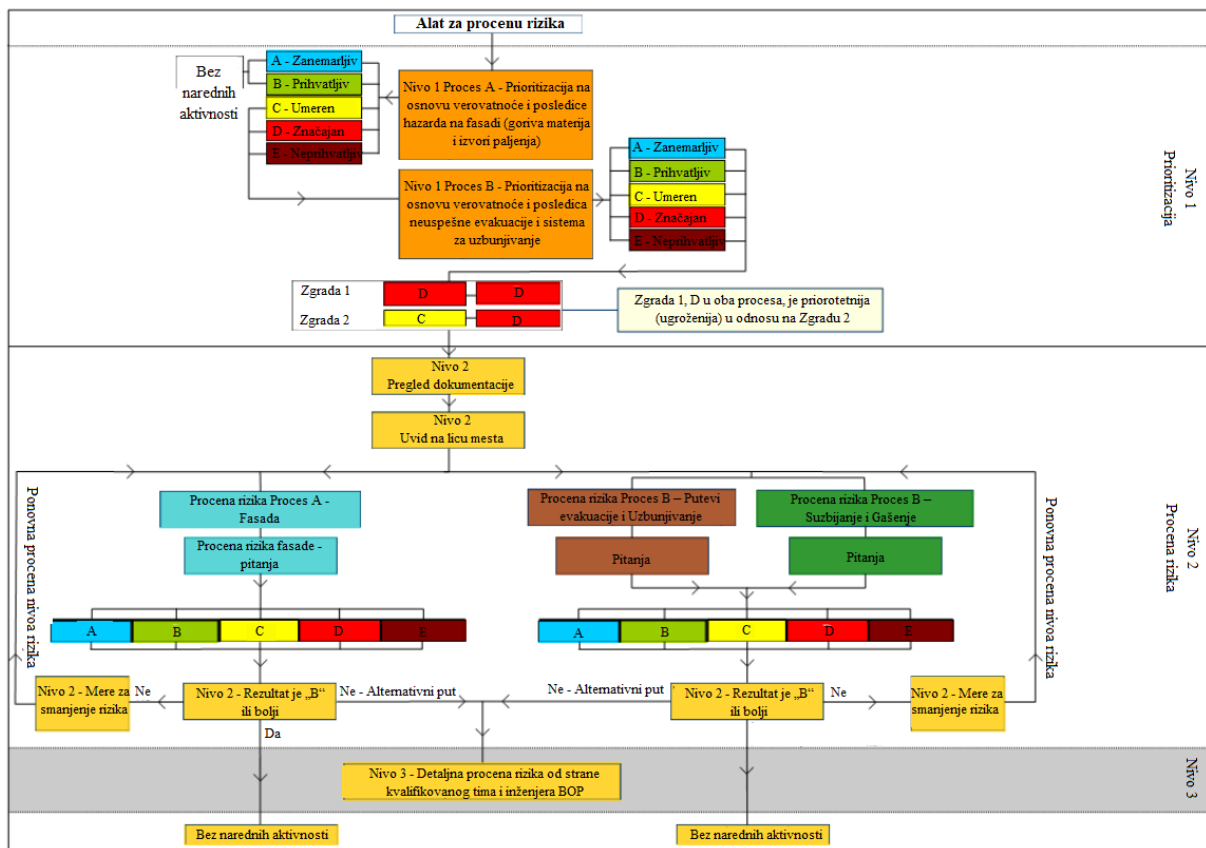 Alat za procenu rizika
Bez
narednih
aktivnosti
A - Zanemarljiv
B - Prihvatljiv
C - Umeren
D - Značajan
E - Neprihvatljiv
Nivo 1 Proces A - Prioritizacija na
osnovu verovatnoće i posledice
hazarda na fasadi (goriva materija
i izvori paljenja)
Nivo 1 Proces B - Prioritizacija na
osnovu verovatnoće i posledica
neuspešne evakuacije i sistema
za uzbunjivanje
A - Zanemarljiv
B - Prihvatljiv
C - Umeren
D - Značajan
E - Neprihvatljiv
Nivo 1
Prioritizacija
Zgrada 1
D
D
Zgrada 2
C
D
Zgrada 1, D u oba procesa, je priorotetnija
(ugroženija) u odnosu na Zgradu 2
Nivo 2
Pregled dokumentacije
Nivo 2
Uvid na licu mesta
Ponovna procena nivoa rizika
Procena rizika Proces A -
Fasada
Procena rizika fasade -
pitanja
Procena rizika Proces B – Putevi
evakuacije i Uzbunjivanje
Pitanja
Procena rizika Proces B –
Suzbijanje i Gašenje
Pitanja
Ponovna procena nivoa rizika
Nivo 2
Procena rizika
A
B
C
D
E
A
B
C
D
E
Nivo 2 - Mere za
smanjenje rizika
Ne
Nivo 2 - Rezultat je „B“
ili bolji
Ne - Alternativni put
Ne - Alternativni put
Nivo 2 - Rezultat je „B“
ili bolji
Ne
Nivo 2 - Mere za
smanjenje rizika
Da
Nivo 3 - Detaljna procena rizika od strane
kvalifikovanog tima i inženjera BOP
Nivo 3
Bez narednih aktivnosti
Bez narednih aktivnosti